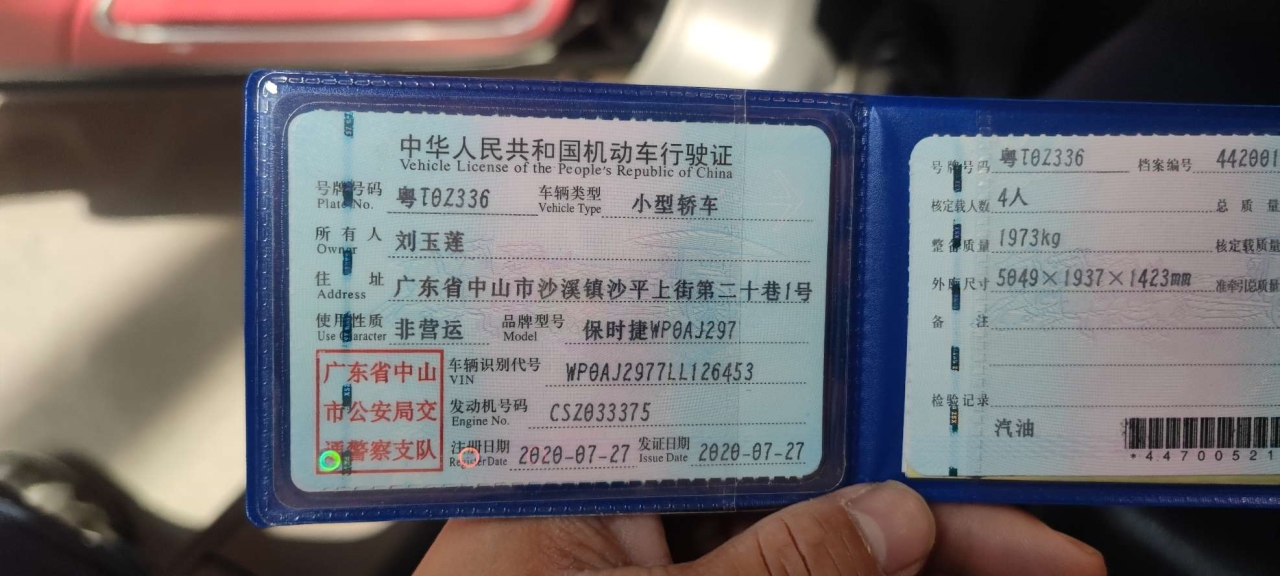 中华人民共和国机动车行驶证
Vehicle License of the People's Republic of China
号牌号码 粤T0Z336 车辆类型 小型轿车
Plate No. Vehicle Type
所有人 刘玉莲
Owner
住址 广东省中山市沙溪镇沙平上街第二十巷1号
Address
使用性质 非营运 品牌型号 保时捷WP0AJ297
Use Character Model
广东省中山
市公安局交
通警察支队
车辆识别代号 WP0AJ2977LL126453
VIN
发动机号码 CSZ033375
Engine No.
注册日期 2020-07-27 发证日期 2020-07-27
Register Date Issue Date
号牌号码 粤T0Z336 档案编号 442001
核定载人数 4人 总质量
整备质量 1973kg 核定载质量
外廓尺寸 5049×1937×1423mm 准牵引总质量
备注
检验记录
汽油
*44700521